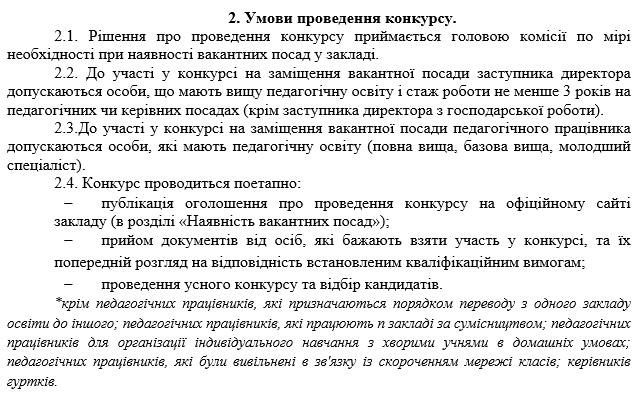 2. Умови проведення конкурсу.
2.1. Рішення про проведення конкурсу приймається головою комісії по мірі
необхідності при наявності вакантних посад у закладі.
2.2. До участі у конкурсі на заміщення вакантної посади заступника директора
допускаються особи, що мають вищу педагогічну освіту і стаж роботи не менше 3 років на
педагогічних чи керівних посадах (крім заступника директора з господарської роботи).
2.3.До участі у конкурсі на заміщення вакантної посади педагогічного працівника
допускаються особи, які мають педагогічну освіту (повна вища, базова вища, молодший
спеціаліст).
2.4. Конкурс проводиться поетапно:
– публікація оголошення про проведення конкурсу на офіційному сайті
закладу (в розділі «Наявність вакантних посад»);
– прийом документів від осіб, які бажають взяти участь у конкурсі, та їх
попередній розгляд на відповідність встановленим кваліфікаційним вимогам;
– проведення усного конкурсу та відбір кандидатів.
*крім педагогічних працівників, які призначаються порядком переводу з одного закладу
освіти до іншого; педагогічних працівників, які працюють п закладі за сумісництвом; педагогічних
працівників для організації індивідуального навчання з хворими учнями в домашніх умовах;
педагогічних працівників, які були вивільнені в зв'язку із скороченням мережі класів; керівників
гуртків.